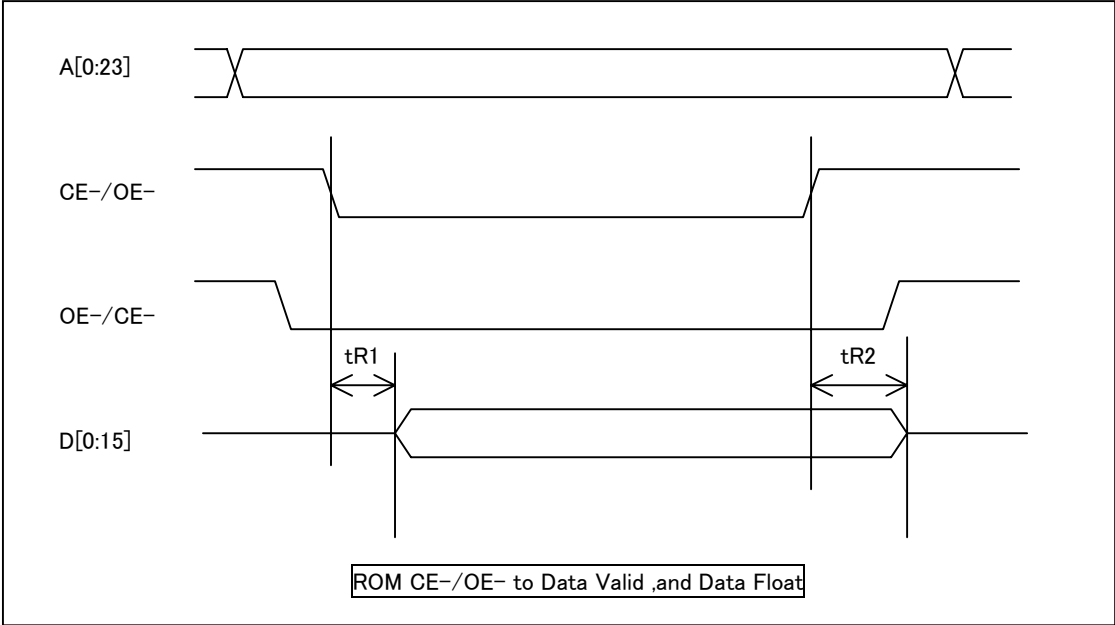 A[0:23]
CE-/OE-
OE-/CE-
tR1
tR2
D[0:15]
ROM CE-/OE- to Data Valid ,and Data Float